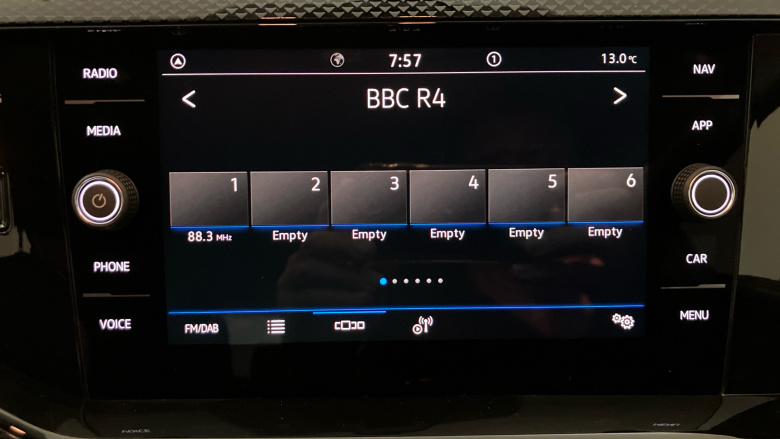 RADIO
MEDIA
PHONE
VOICE
7:57
1
13.0°C
< BBC R4 >
1 2 3 4 5 6
88.3 MHz Empty Empty Empty Empty Empty
FM/DAB
NAV
APP
CAR
MENU